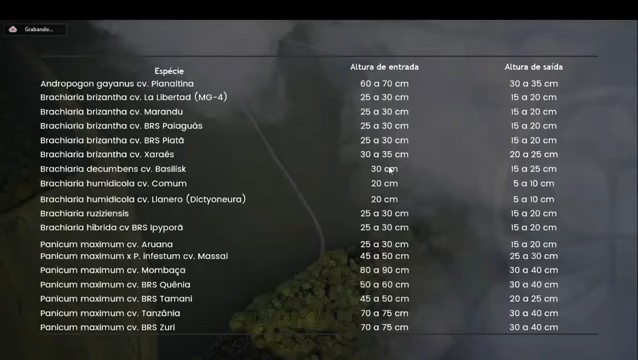 Grabando...
Espécie Altura de entrada Altura de saída
Andropogon gayanus cv. Planaltina 60 a 70 cm 30 a 35 cm
Brachiaria brizantha cv. La Libertad (MG-4) 25 a 30 cm 15 a 20 cm
Brachiaria brizantha cv. Marandu 25 a 30 cm 15 a 20 cm
Brachiaria brizantha cv. BRS Paiaguás 25 a 30 cm 15 a 20 cm
Brachiaria brizantha cv. BRS Piatã 25 a 30 cm 15 a 20 cm
Brachiaria brizantha cv. Xaraés 30 a 35 cm 20 a 25 cm
Brachiaria decumbens cv. Basilisk 30 cm 15 a 25 cm
Brachiaria humidicola cv. Comum 20 cm 5 a 10 cm
Brachiaria humidicola cv. Llanero (Dictyoneura) 20 cm 5 a 10 cm
Brachiaria ruziziensis 25 a 30 cm 15 a 20 cm
Brachiaria híbrida cv BRS Ipyporã 25 a 30 cm 15 a 20 cm
Panicum maximum cv. Aruana 25 a 30 cm 15 a 20 cm
Panicum maximum x P. infestum cv. Massai 45 a 50 cm 25 a 30 cm
Panicum maximum cv. Mombaça 80 a 90 cm 30 a 40 cm
Panicum maximum cv. BRS Quênia 50 a 60 cm 30 a 40 cm
Panicum maximum cv. BRS Tamani 45 a 50 cm 20 a 25 cm
Panicum maximum cv. Tanzânia 70 a 75 cm 30 a 40 cm
Panicum maximum cv. BRS Zuri 70 a 75 cm 30 a 40 cm